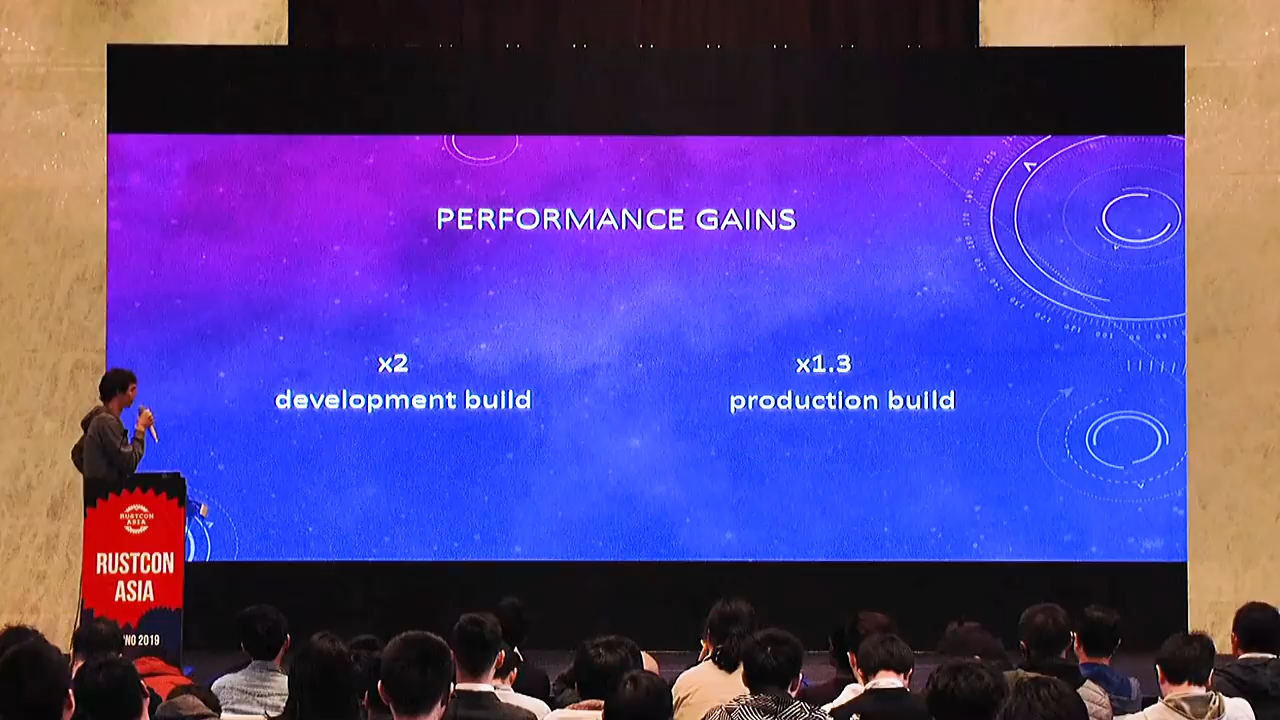 PERFORMANCE GAINS
x2
development build
x1.3
production build
RUSTCON
ASIA
RUSTCON
ASIA
2019